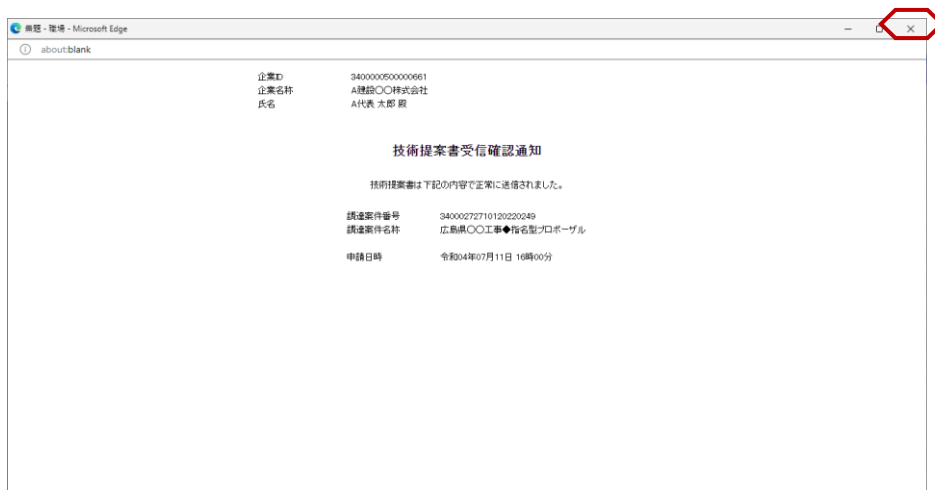 無題 - 職場 - Microsoft Edge
about:blank
企業ID 3400000500000661
企業名称 A建設〇〇株式会社
氏名 A代表 太郎 殿
技術提案書受信確認通知
技術提案書は下記の内容で正常に送信されました。
調達案件番号 34000272710120220249
調達案件名称 広島県〇〇工事◆指名型プロポーザル
申請日時 令和04年07月11日 16時00分